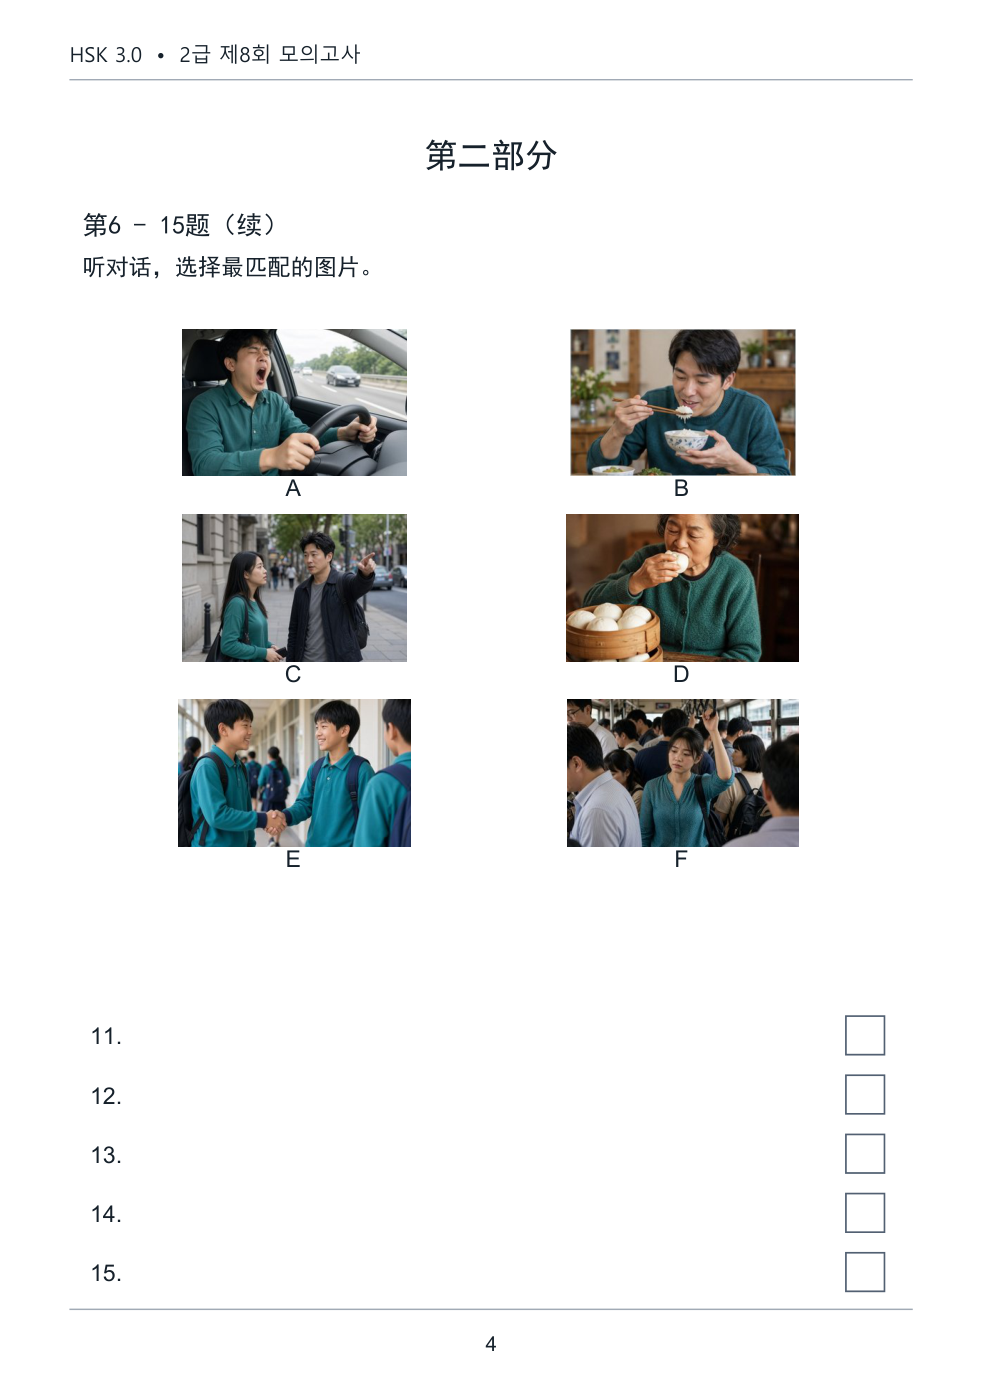 HSK 3.0 • 2급 제8회 모의고사
第二部分
第6 – 15题（续）
听对话，选择最匹配的图片。
A
B
C
D
E
F
11.
12.
13.
14.
15.
4